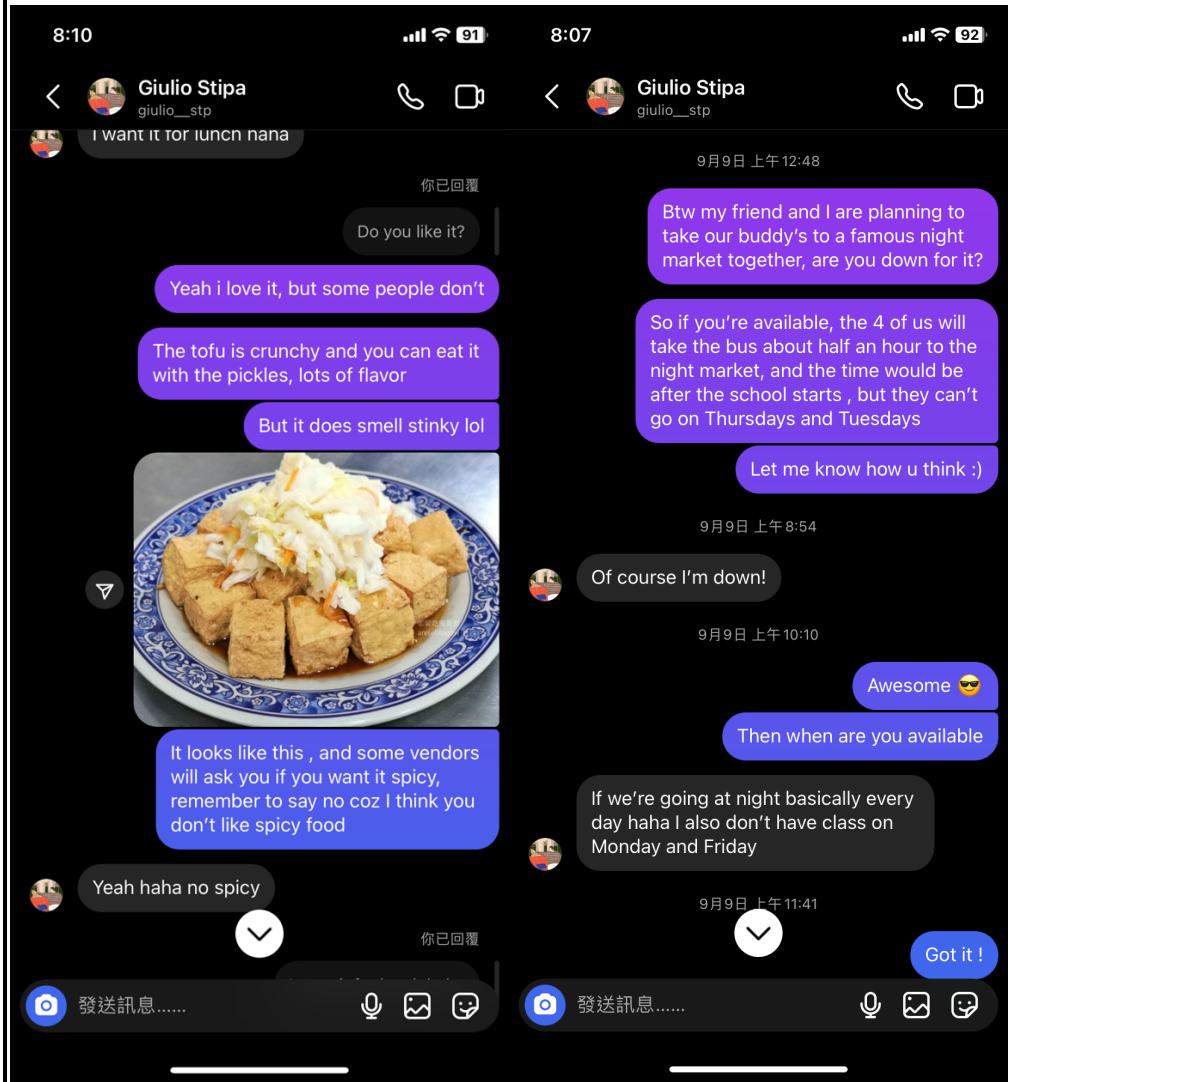 8:10
91
Giulio Stipa
giulio__stp
I want it for lunch haha
你已回覆
Do you like it?
Yeah i love it, but some people don't
The tofu is crunchy and you can eat it
with the pickles, lots of flavor
But it does smell stinky lol
It looks like this , and some vendors
will ask you if you want it spicy,
remember to say no coz I think you
don't like spicy food
Yeah haha no spicy
你已回覆
發送訊息......
8:07
92
Giulio Stipa
giulio__stp
9月9日 上午12:48
Btw my friend and I are planning to
take our buddy's to a famous night
market together, are you down for it?
So if you're available, the 4 of us will
take the bus about half an hour to the
night market, and the time would be
after the school starts , but they can't
go on Thursdays and Tuesdays
Let me know how u think :)
9月9日 上午8:54
Of course I'm down!
9月9日 上午10:10
Awesome 😎
Then when are you available
If we're going at night basically every
day haha I also don't have class on
Monday and Friday
9月9日 上午11:41
Got it !
發送訊息......